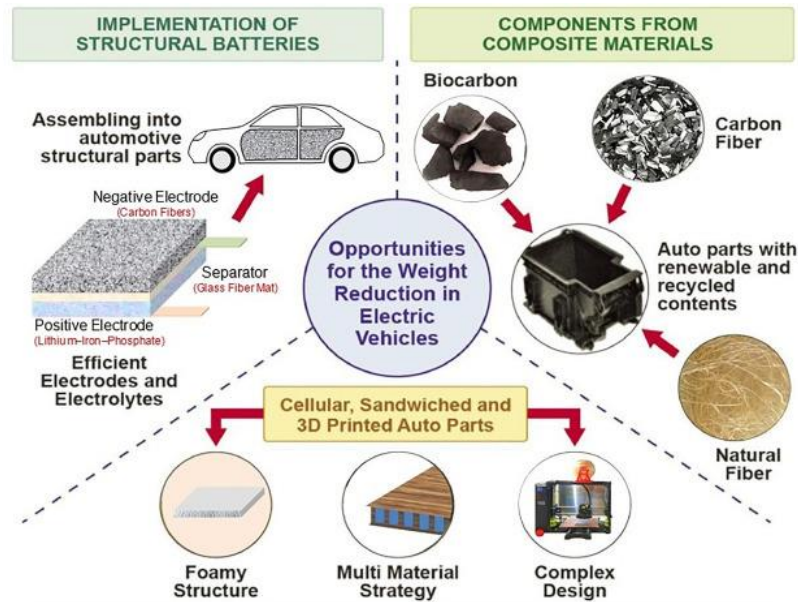 IMPLEMENTATION OF
STRUCTURAL BATTERIES
Assembling into
automotive
structural parts
Negative Electrode
(Carbon Fibers)
Separator
(Glass Fiber Mat)
Positive Electrode
(Lithium–Iron–Phosphate)
Efficient
Electrodes and
Electrolytes
COMPONENTS FROM
COMPOSITE MATERIALS
Biocarbon
Carbon
Fiber
Auto parts with
renewable and
recycled
contents
Natural
Fiber
Opportunities
for the Weight
Reduction in
Electric
Vehicles
Cellular, Sandwiched and
3D Printed Auto Parts
Foamy
Structure
Multi Material
Strategy
Complex
Design